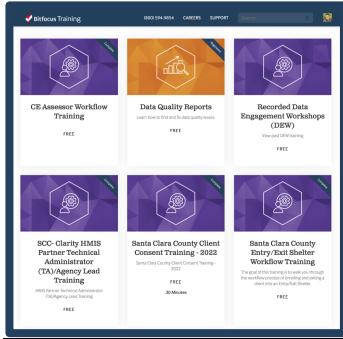 Bitfocus Training
(800) 594-9854 CAREERS SUPPORT
Search
CE Assessor Workflow
Training
FREE
Data Quality Reports
Learn how to find and fix data quality issues
FREE
Recorded Data
Engagement Workshops
(DEW)
View past DEW training
FREE
SCC- Clarity HMIS
Partner Technical
Administrator
(TA)/Agency Lead
Training
HMIS Partner Technical Administrator
(TA)/Agency Lead Training
FREE
Santa Clara County Client
Consent Training - 2022
Santa Clara County Client Consent Training -
2022
FREE
30 Minutes
Santa Clara County
Entry/Exit Shelter
Workflow Training
The goal of this training is to walk you through
the workflow process of enrolling and exiting a
client into an Entry/Exit Shelter
FREE